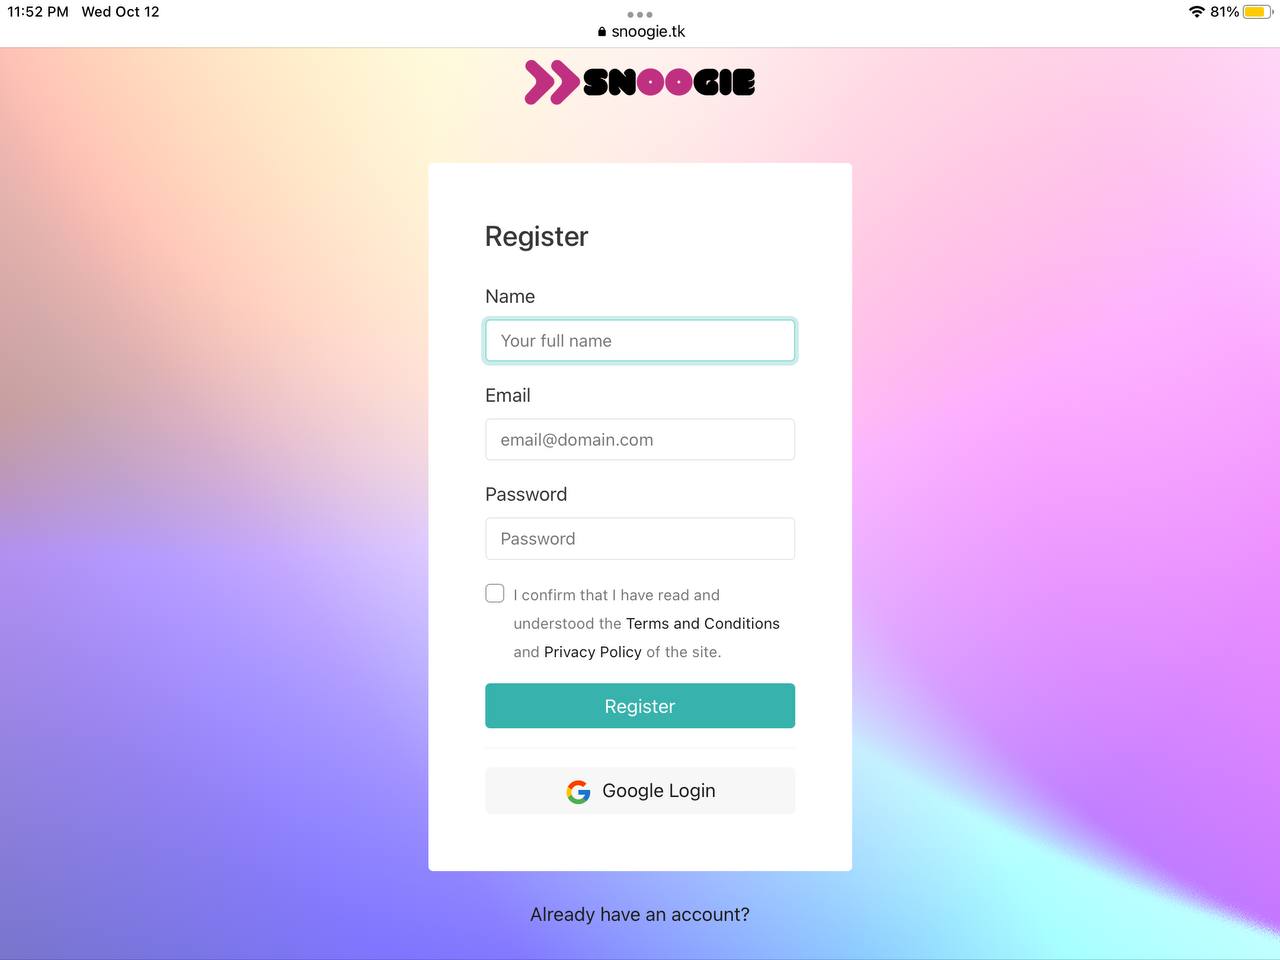 11:52 PM Wed Oct 12
81%
snoogie.tk
SNOOGIE
Register
Name
Your full name
Email
email@domain.com
Password
Password
I confirm that I have read and
understood the Terms and Conditions
and Privacy Policy of the site.
Register
Google Login
Already have an account?